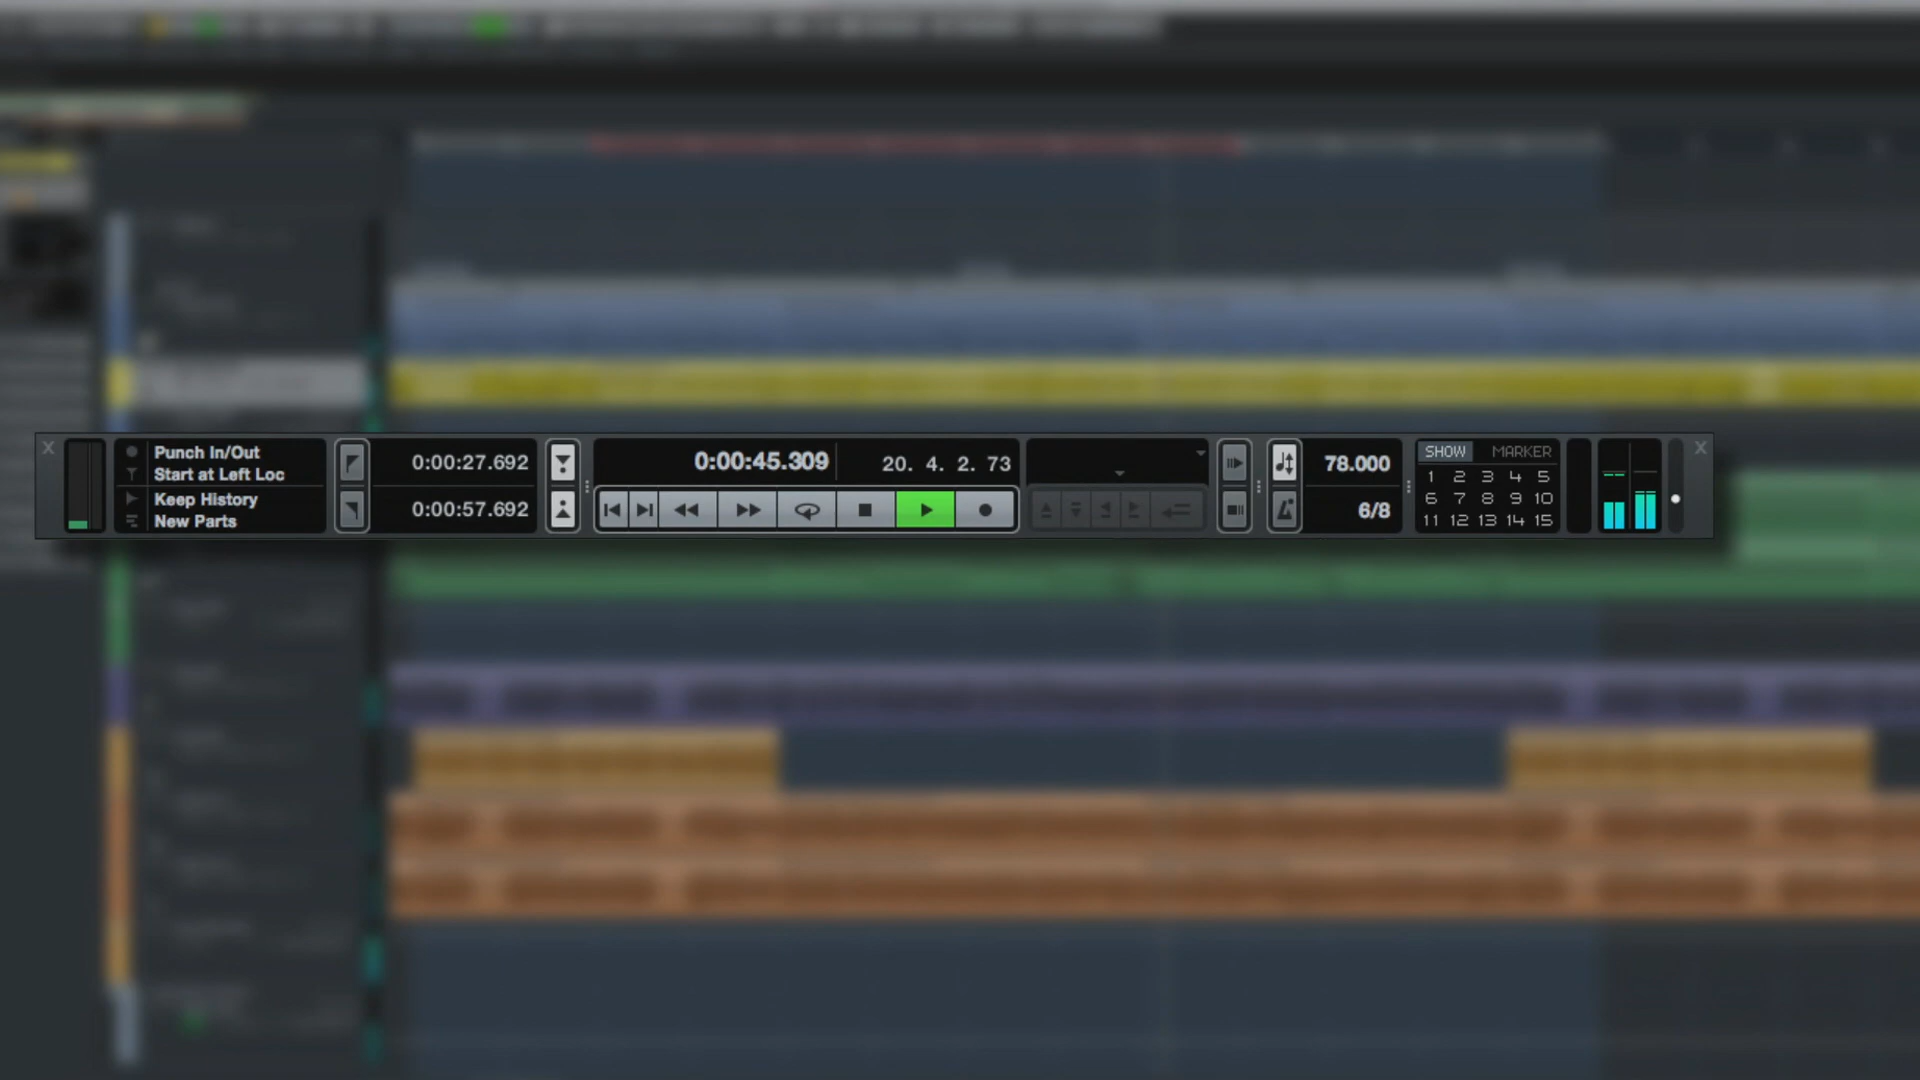 Punch In/Out
Start at Left Loc
Keep History
New Parts
0:00:27.692
0:00:57.692
0:00:45.309
20. 4. 2. 73
78.000
6/8
SHOW MARKER
1 2 3 4 5
6 7 8 9 10
11 12 13 14 15